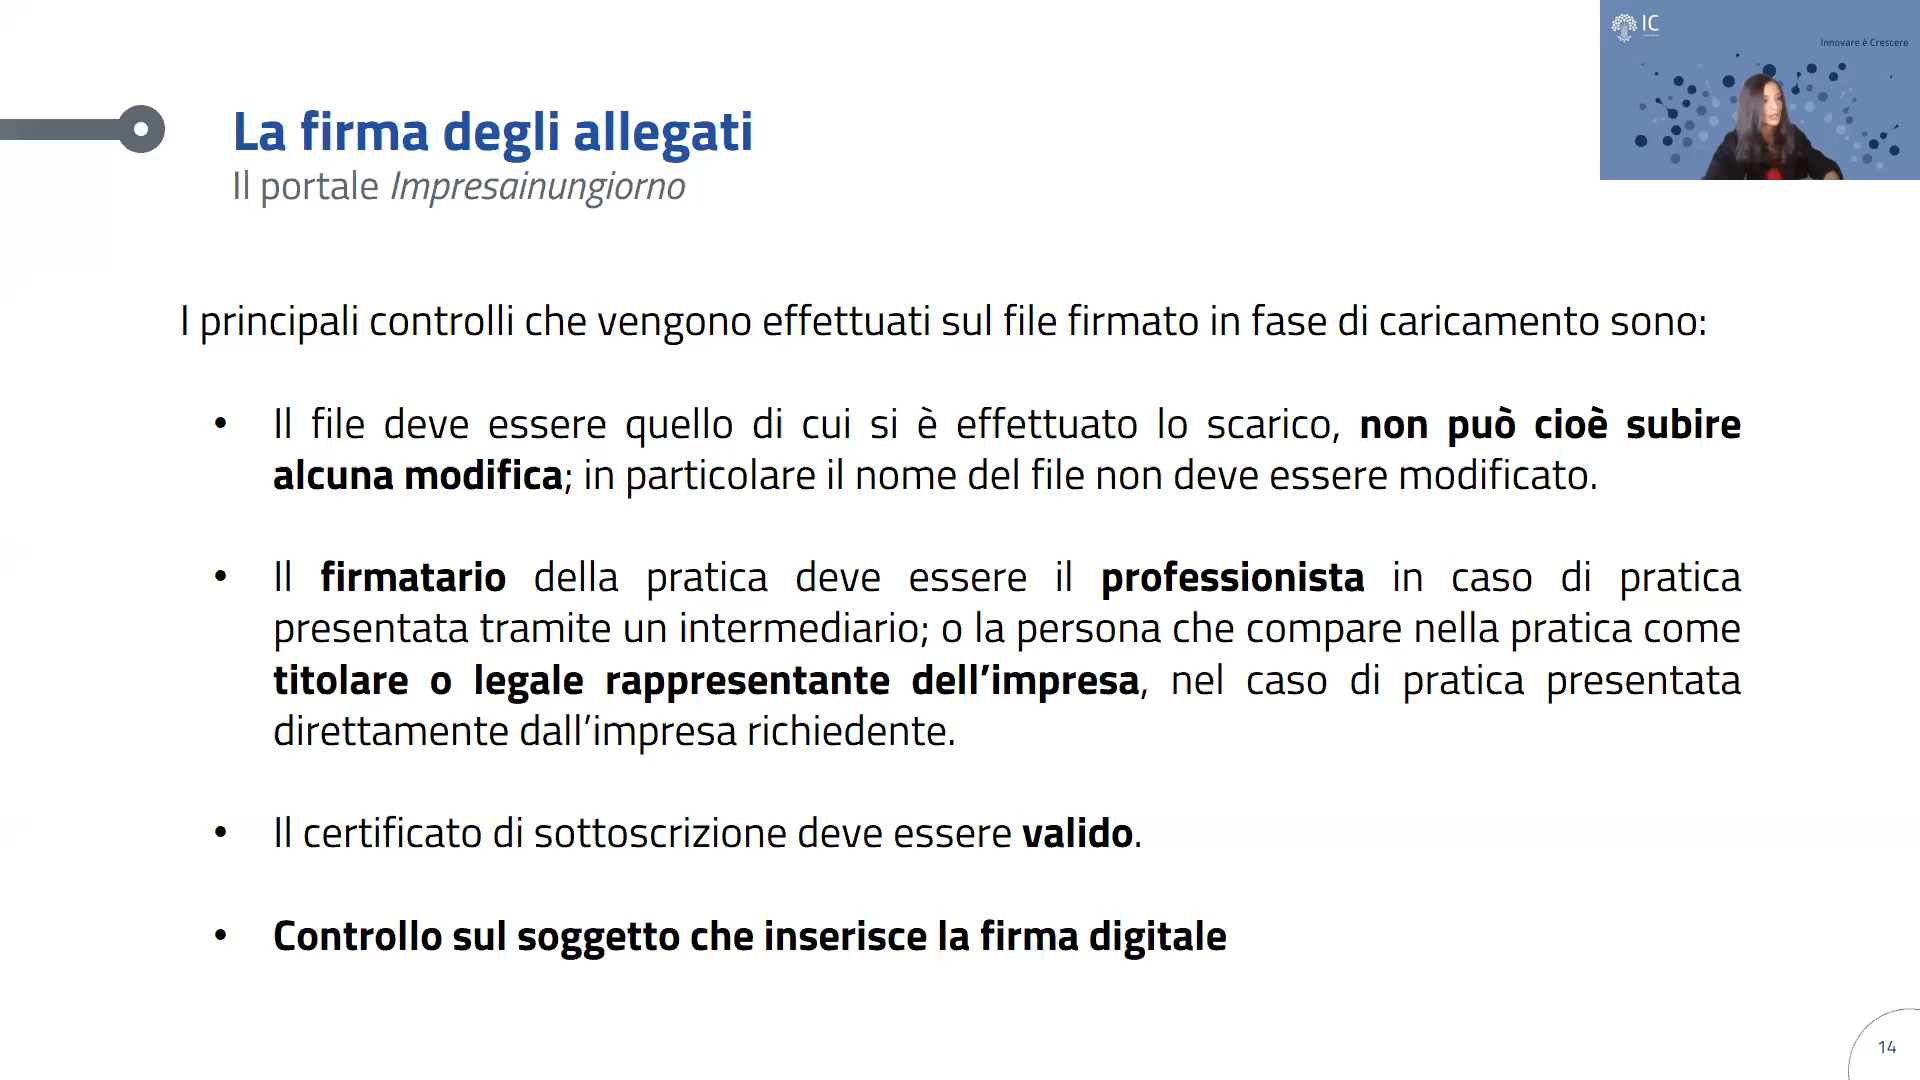 IC
Innovare è Crescere
La firma degli allegati
Il portale Impresainungiorno
I principali controlli che vengono effettuati sul file firmato in fase di caricamento sono:
• Il file deve essere quello di cui si è effettuato lo scarico, non può cioè subire
alcuna modifica; in particolare il nome del file non deve essere modificato.
• Il firmatario della pratica deve essere il professionista in caso di pratica
presentata tramite un intermediario; o la persona che compare nella pratica come
titolare o legale rappresentante dell’impresa, nel caso di pratica presentata
direttamente dall’impresa richiedente.
• Il certificato di sottoscrizione deve essere valido.
• Controllo sul soggetto che inserisce la firma digitale
14